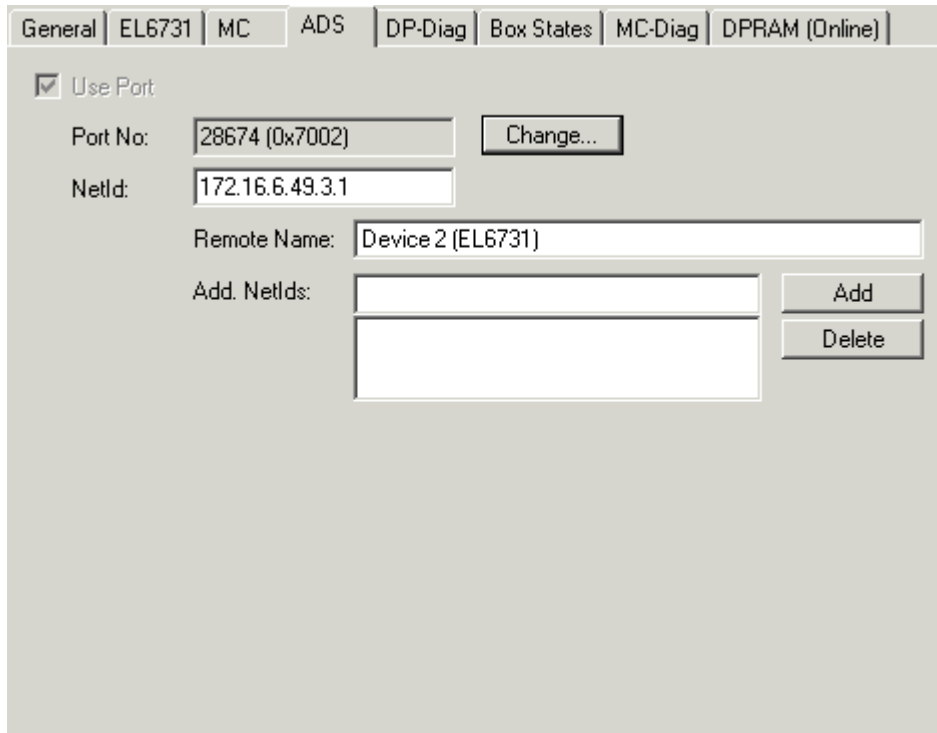 General EL6731 MC ADS DP-Diag Box States MC-Diag DPRAM (Online)
Use Port
Port No: 28674 (0x7002) Change...
NetId: 172.16.6.49.3.1
Remote Name: Device 2 (EL6731)
Add. NetIds: Add
Delete